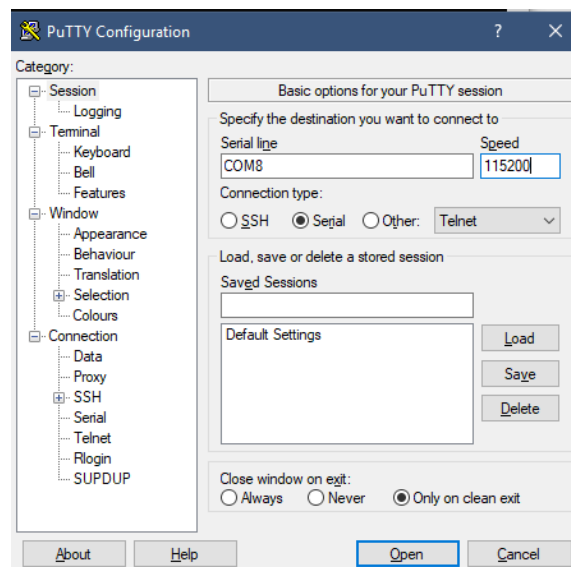 PuTTY Configuration
Category:
Session
Logging
Terminal
Keyboard
Bell
Features
Window
Appearance
Behaviour
Translation
Selection
Colours
Connection
Data
Proxy
SSH
Serial
Telnet
Rlogin
SUPDUP
Basic options for your PuTTY session
Specify the destination you want to connect to
Serial line Speed
COM8 115200
Connection type:
SSH Serial Other: Telnet
Load, save or delete a stored session
Saved Sessions
Default Settings
Load
Save
Delete
Close window on exit:
Always Never Only on clean exit
About Help Open Cancel